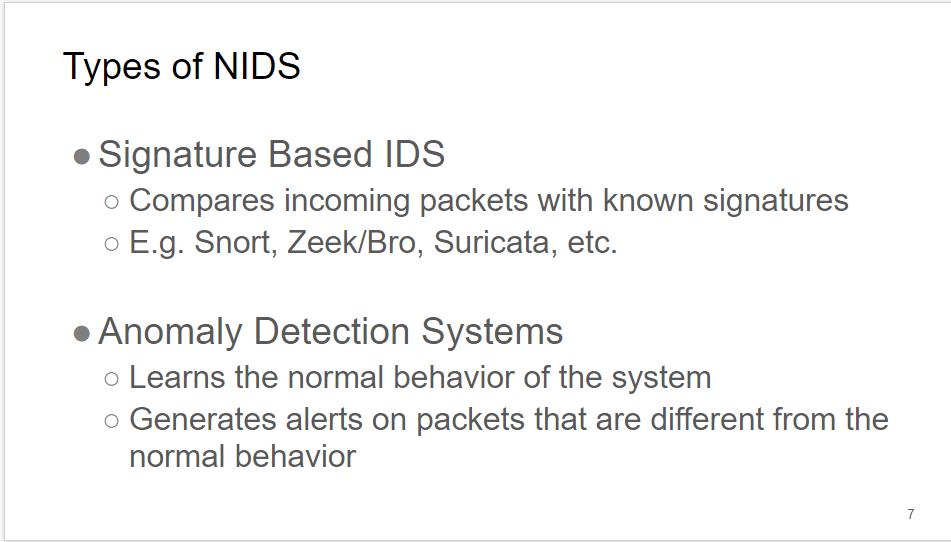 Types of NIDS
● Signature Based IDS
○ Compares incoming packets with known signatures
○ E.g. Snort, Zeek/Bro, Suricata, etc.
● Anomaly Detection Systems
○ Learns the normal behavior of the system
○ Generates alerts on packets that are different from the
normal behavior
7